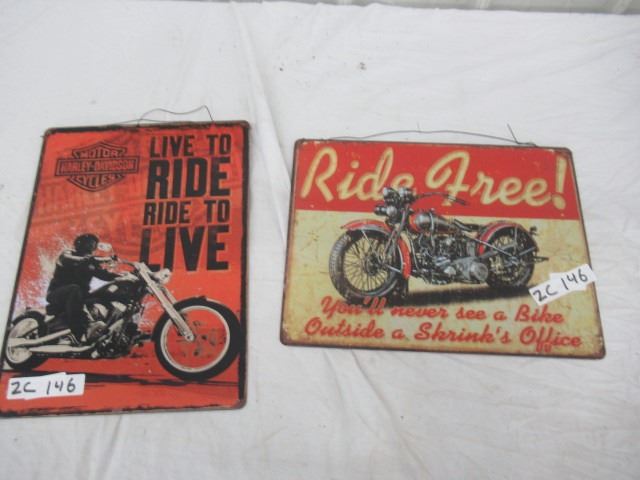 MOTOR
HARLEY-DAVIDSON
CYCLES
LIVE TO
RIDE
RIDE TO
LIVE
2C 146
Ride Free!
2C 146
You'll never see a Bike
Outside a Shrink's Office